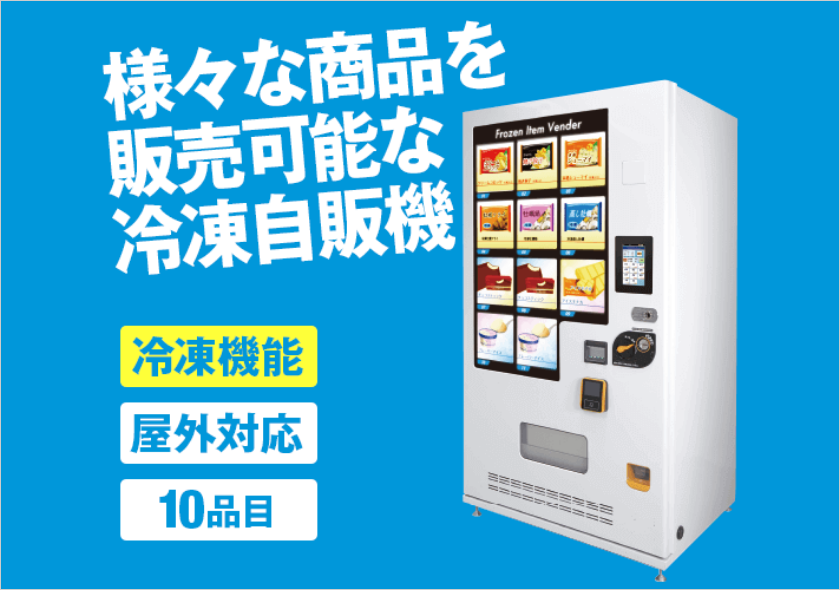 様々な商品を
販売可能な
冷凍自販機
Frozen Item Vender
冷凍機能
屋外対応
10品目